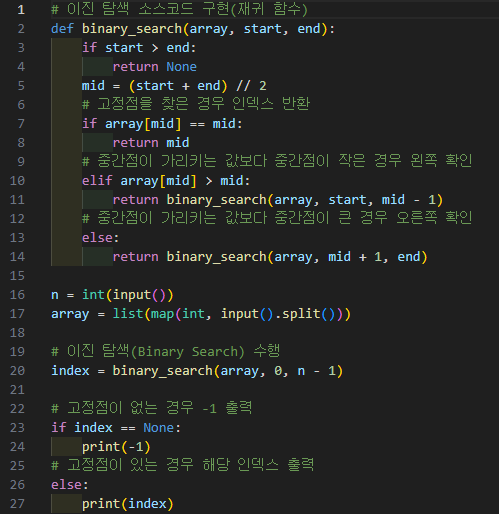 1 # 이진 탐색 소스코드 구현(재귀 함수)
2 def binary_search(array, start, end):
3     if start > end:
4         return None
5     mid = (start + end) // 2
6     # 고정점을 찾은 경우 인덱스 반환
7     if array[mid] == mid:
8         return mid
9     # 중간점이 가리키는 값보다 중간점이 작은 경우 왼쪽 확인
10     elif array[mid] > mid:
11         return binary_search(array, start, mid - 1)
12     # 중간점이 가리키는 값보다 중간점이 큰 경우 오른쪽 확인
13     else:
14         return binary_search(array, mid + 1, end)
15
16 n = int(input())
17 array = list(map(int, input().split()))
18
19 # 이진 탐색(Binary Search) 수행
20 index = binary_search(array, 0, n - 1)
21
22 # 고정점이 없는 경우 -1 출력
23 if index == None:
24     print(-1)
25 # 고정점이 있는 경우 해당 인덱스 출력
26 else:
27     print(index)